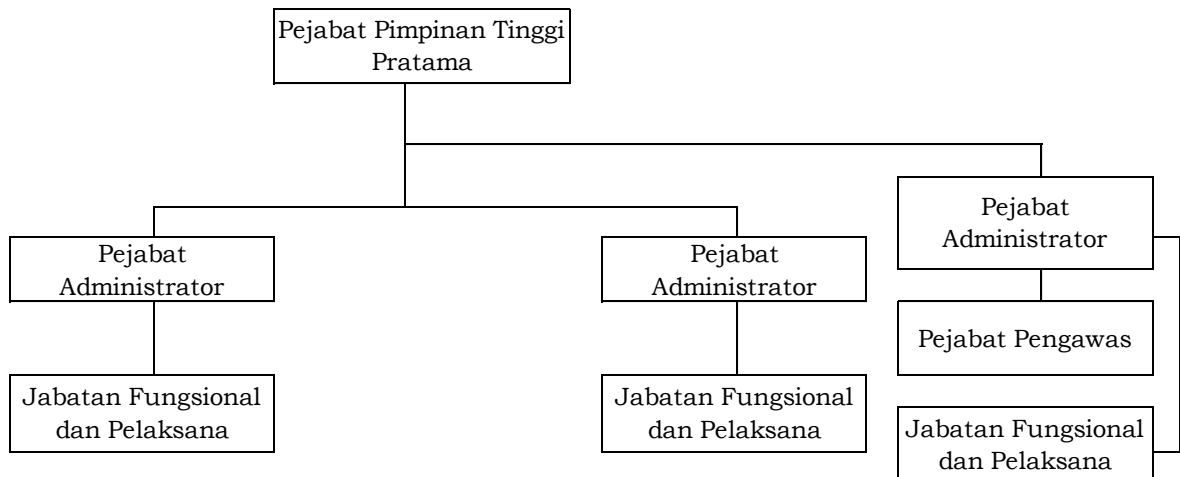 Pejabat Pimpinan Tinggi
Pratama
Pejabat
Administrator
Pejabat
Administrator
Pejabat
Administrator
Pejabat Pengawas
Jabatan Fungsional
dan Pelaksana
Jabatan Fungsional
dan Pelaksana
Jabatan Fungsional
dan Pelaksana